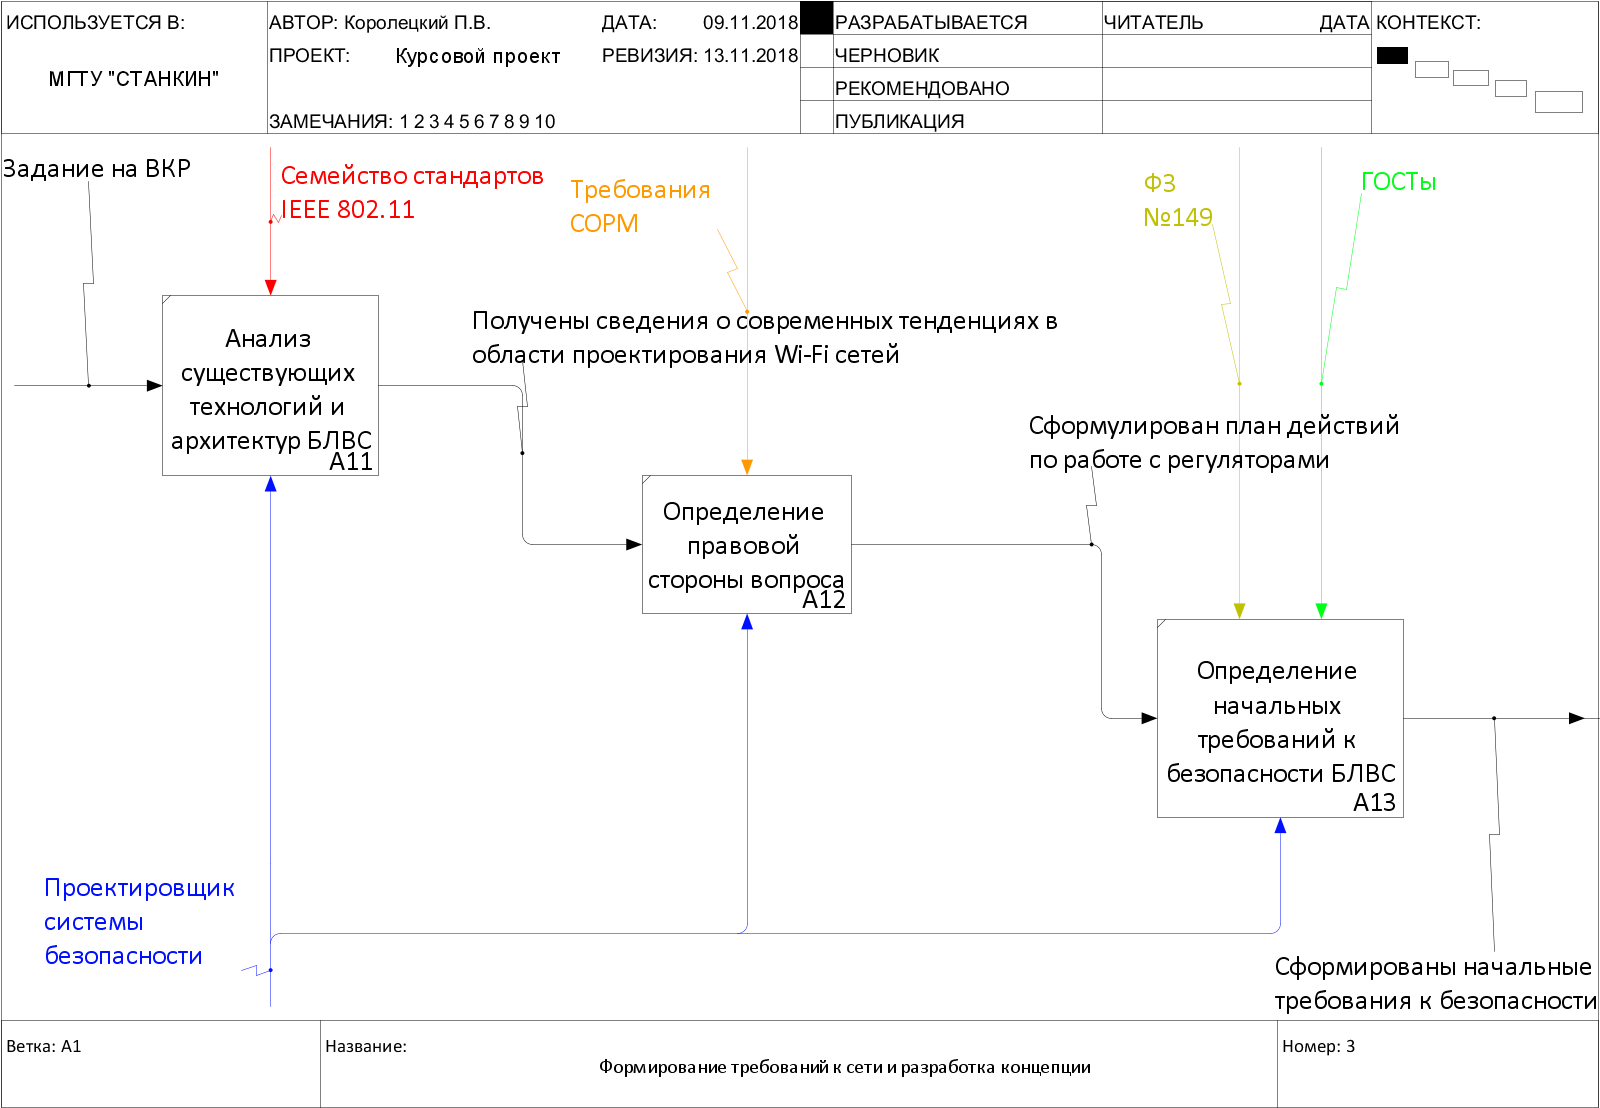 ИСПОЛЬЗУЕТСЯ В:
МГТУ "СТАНКИН"
АВТОР: Королецкий П.В.
ДАТА: 09.11.2018
ПРОЕКТ: Курсовой проект
РЕВИЗИЯ: 13.11.2018
ЗАМЕЧАНИЯ: 1 2 3 4 5 6 7 8 9 10
РАЗРАБАТЫВАЕТСЯ
ЧЕРНОВИК
РЕКОМЕНДОВАНО
ПУБЛИКАЦИЯ
ЧИТАТЕЛЬ
ДАТА
КОНТЕКСТ:
Задание на ВКР
Семейство стандартов
IEEE 802.11
Требования
СОРМ
ФЗ
№149
ГОСТы
Анализ
существующих
технологий и
архитектур БЛВС
A11
Получены сведения о современных тенденциях в
области проектирования Wi-Fi сетей
Определение
правовой
стороны вопроса
A12
Сформулирован план действий
по работе с регуляторами
Определение
начальных
требований к
безопасности БЛВС
A13
Проектировщик
системы
безопасности
Сформированы начальные
требования к безопасности
Ветка: A1
Название:
Формирование требований к сети и разработка концепции
Номер: 3